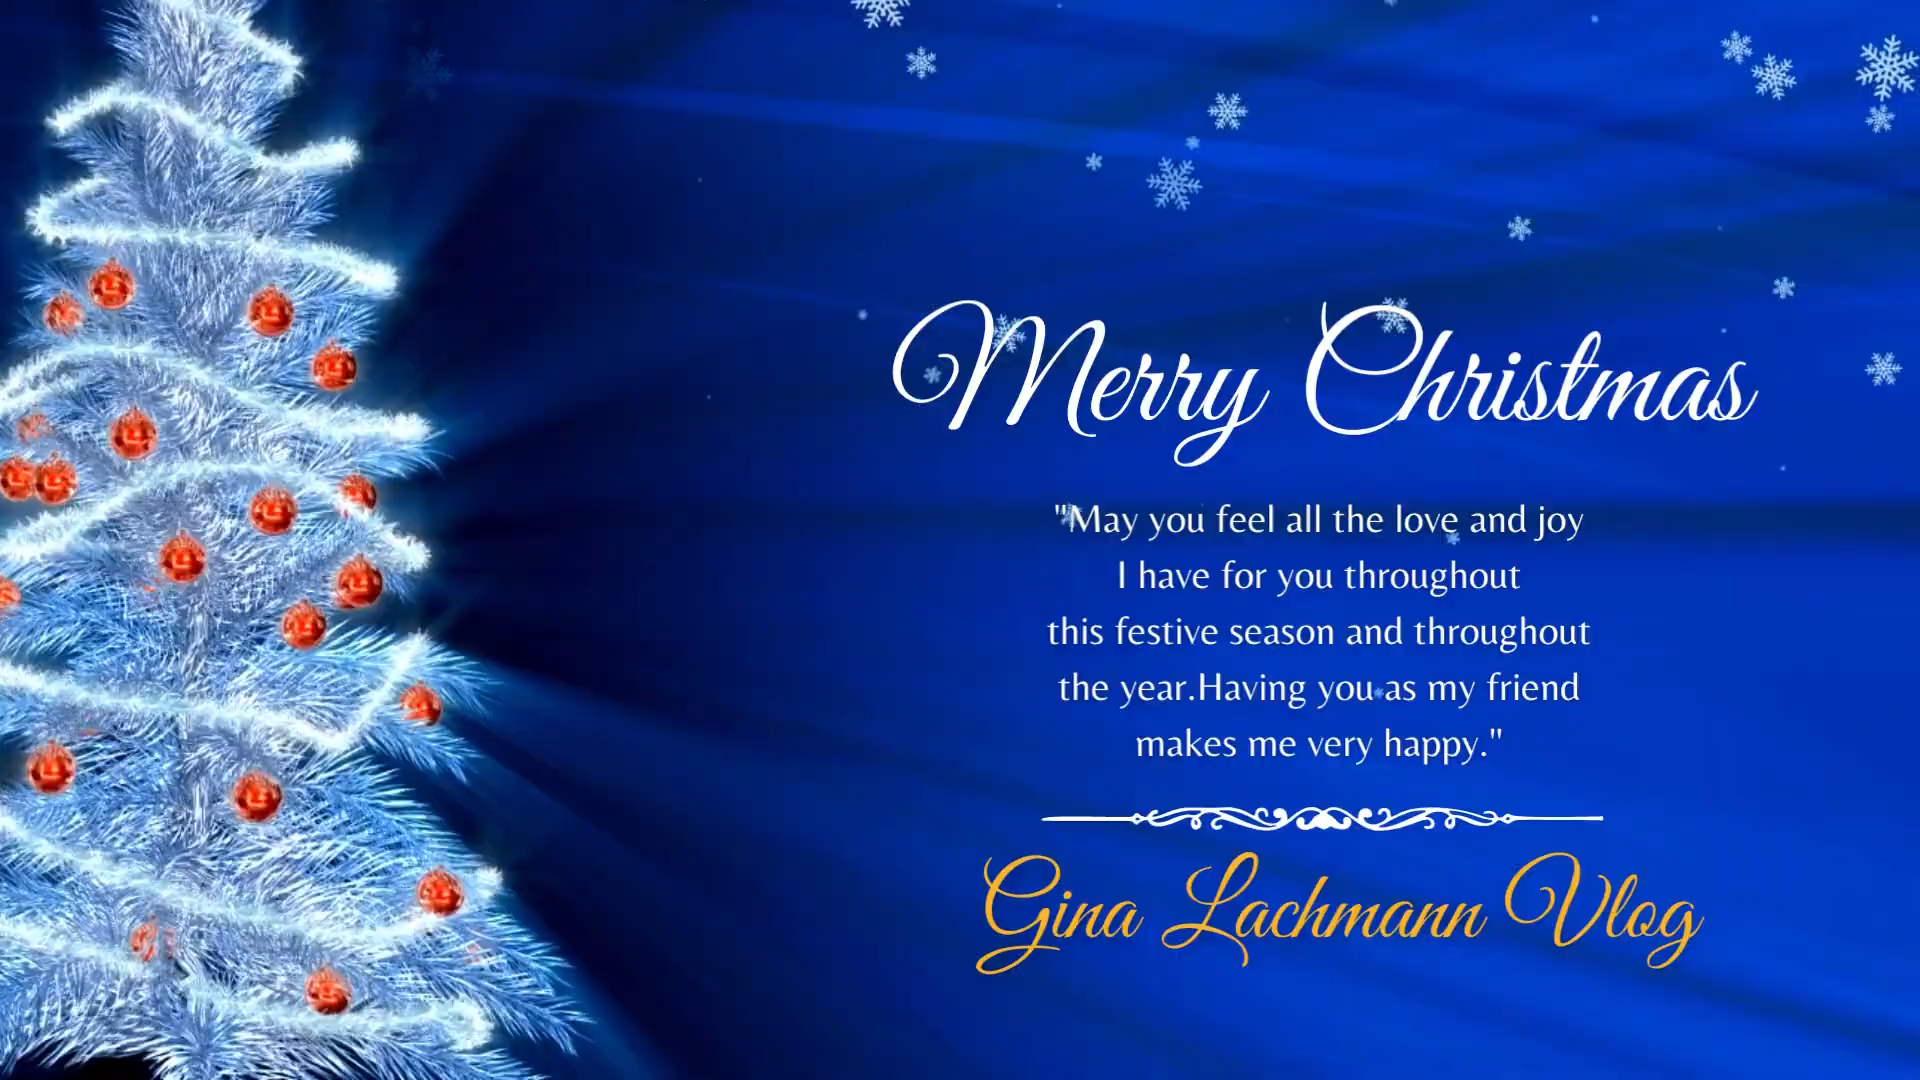 Merry Christmas
"May you feel all the love and joy
I have for you throughout
this festive season and throughout
the year.Having you as my friend
makes me very happy."
Gina Lachmann Vlog